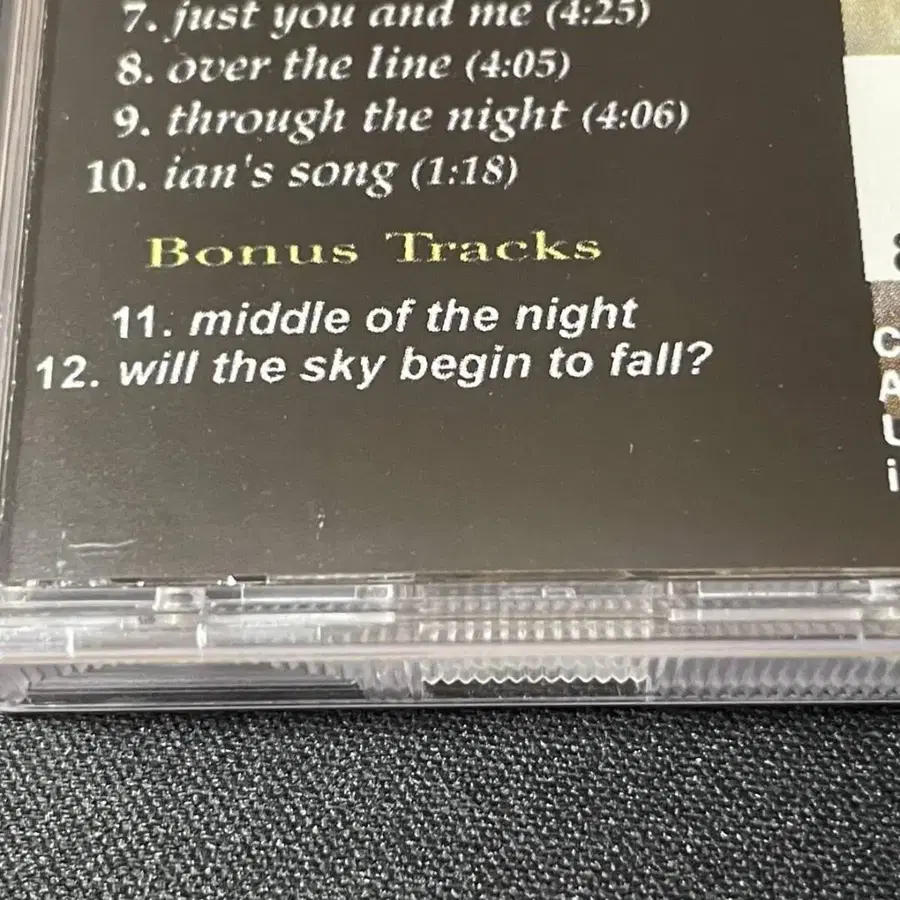 7. just you and me (4:25)
8. over the line (4:05)
9. through the night (4:06)
10. ian's song (1:18)
Bonus Tracks
11. middle of the night
12. will the sky begin to fall?
C
A
L
i